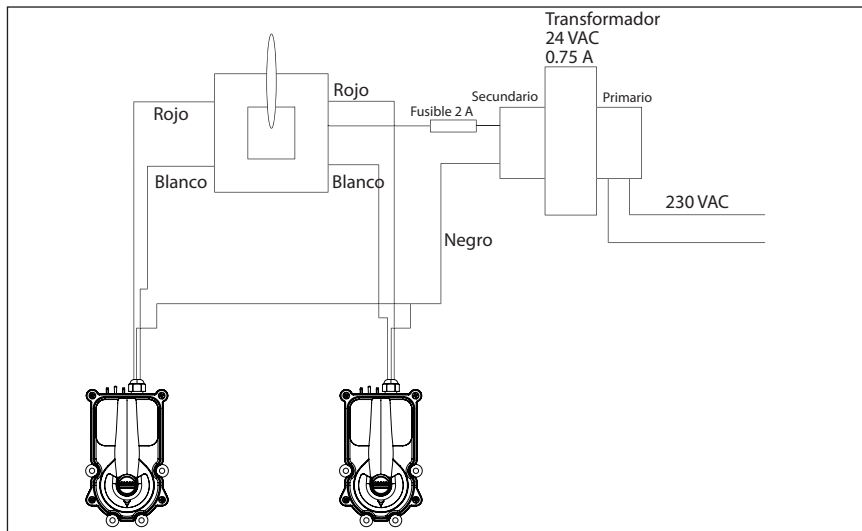 Transformador
24 VAC
0.75 A
Rojo
Rojo
Secundario
Primario
Fusible 2 A
Blanco
Blanco
230 VAC
Negro